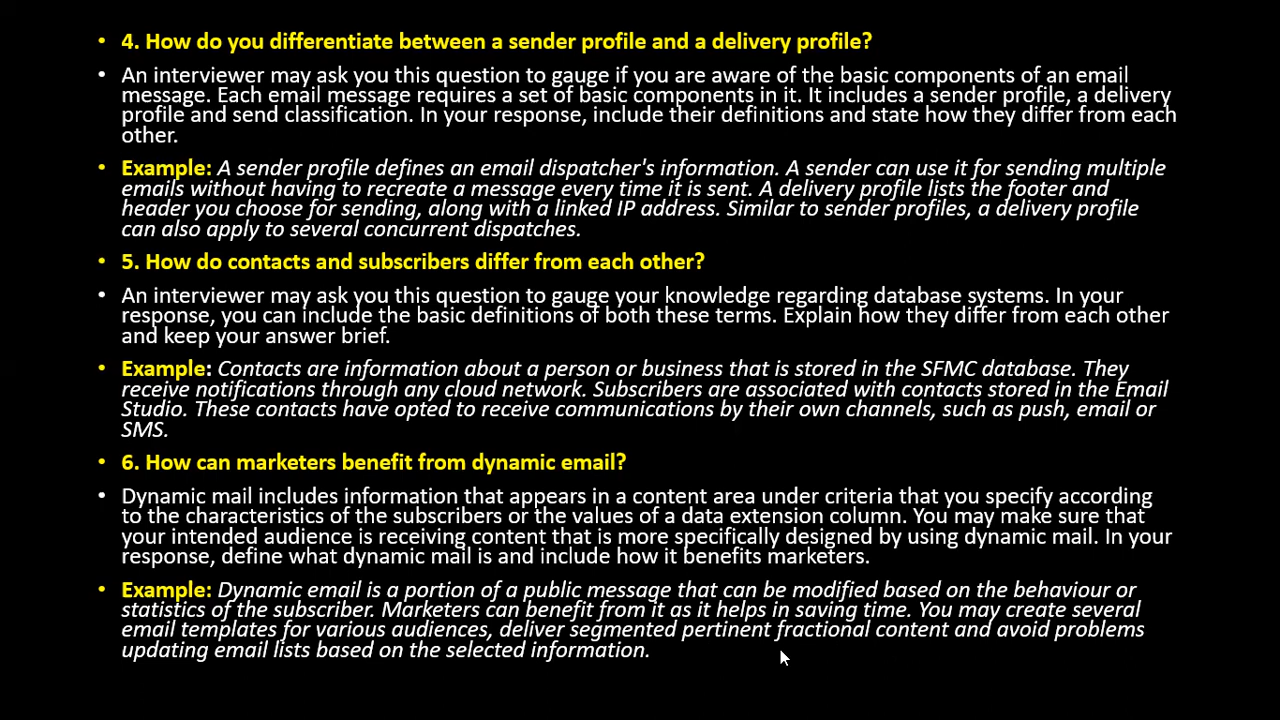 • 4. How do you differentiate between a sender profile and a delivery profile?
• An interviewer may ask you this question to gauge if you are aware of the basic components of an email
message. Each email message requires a set of basic components in it. It includes a sender profile, a delivery
profile and send classification. In your response, include their definitions and state how they differ from each
other.
• Example: A sender profile defines an email dispatcher's information. A sender can use it for sending multiple
emails without having to recreate a message every time it is sent. A delivery profile lists the footer and
header you choose for sending, along with a linked IP address. Similar to sender profiles, a delivery profile
can also apply to several concurrent dispatches.
• 5. How do contacts and subscribers differ from each other?
• An interviewer may ask you this question to gauge your knowledge regarding database systems. In your
response, you can include the basic definitions of both these terms. Explain how they differ from each other
and keep your answer brief.
• Example: Contacts are information about a person or business that is stored in the SFMC database. They
receive notifications through any cloud network. Subscribers are associated with contacts stored in the Email
Studio. These contacts have opted to receive communications by their own channels, such as push, email or
SMS.
• 6. How can marketers benefit from dynamic email?
• Dynamic mail includes information that appears in a content area under criteria that you specify according
to the characteristics of the subscribers or the values of a data extension column. You may make sure that
your intended audience is receiving content that is more specifically designed by using dynamic mail. In your
response, define what dynamic mail is and include how it benefits marketers.
• Example: Dynamic email is a portion of a public message that can be modified based on the behaviour or
statistics of the subscriber. Marketers can benefit from it as it helps in saving time. You may create several
email templates for various audiences, deliver segmented pertinent fractional content and avoid problems
updating email lists based on the selected information.